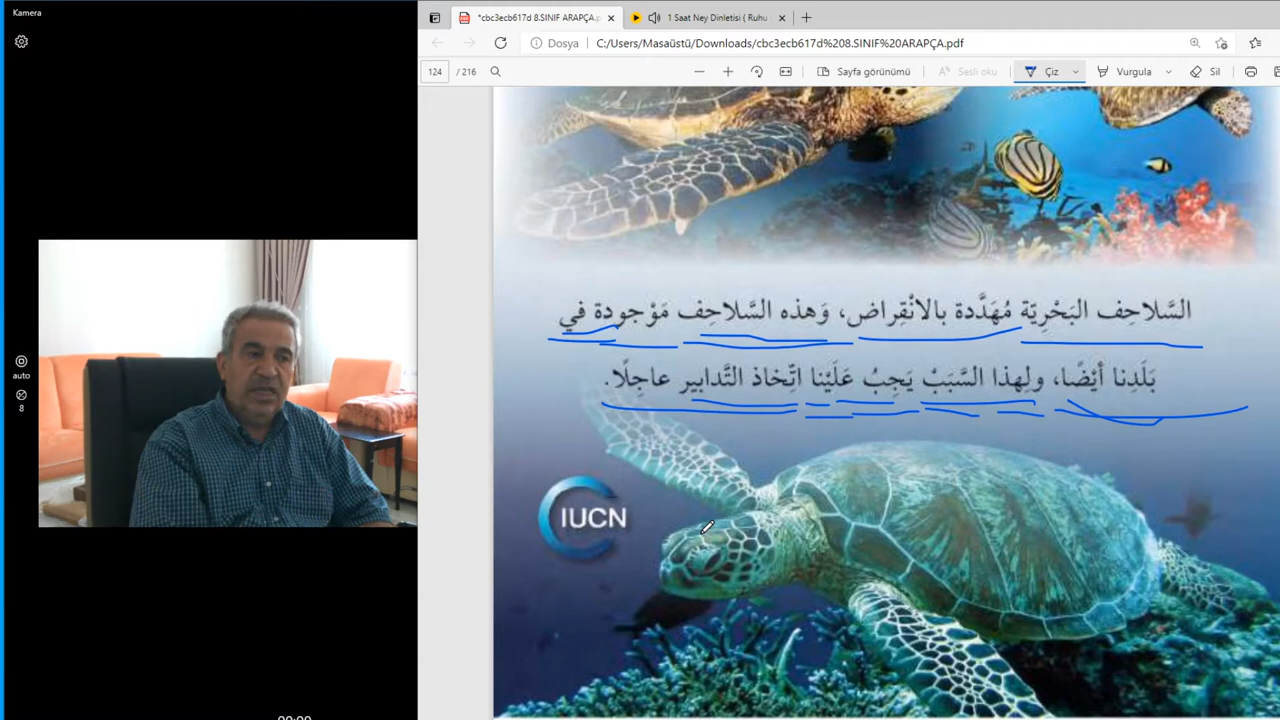 Kamera
*cbc3ecb617d 8.SINIF ARAPÇA.p
1 Saat Ney Dinletisi ( Ruhu
Dosya
C:/Users/Masaüstü/Downloads/cbc3ecb617d%208.SINIF%20ARAPÇA.pdf
124 / 216
Sayfa görünümü
Sesli oku
Çiz
Vurgula
Sil
auto
8
السَّلاحِف البَحْرِيّة مُهَدَّدة بالانْقِراض، وَهذه السَّلاحِف مَوْجودة في
بَلَدِنا أَيْضًا، ولِهذا السَّبَبْ يَجِبُ عَلَيْنا اتِّخاذ التَّدابير عاجِلًا.
IUCN